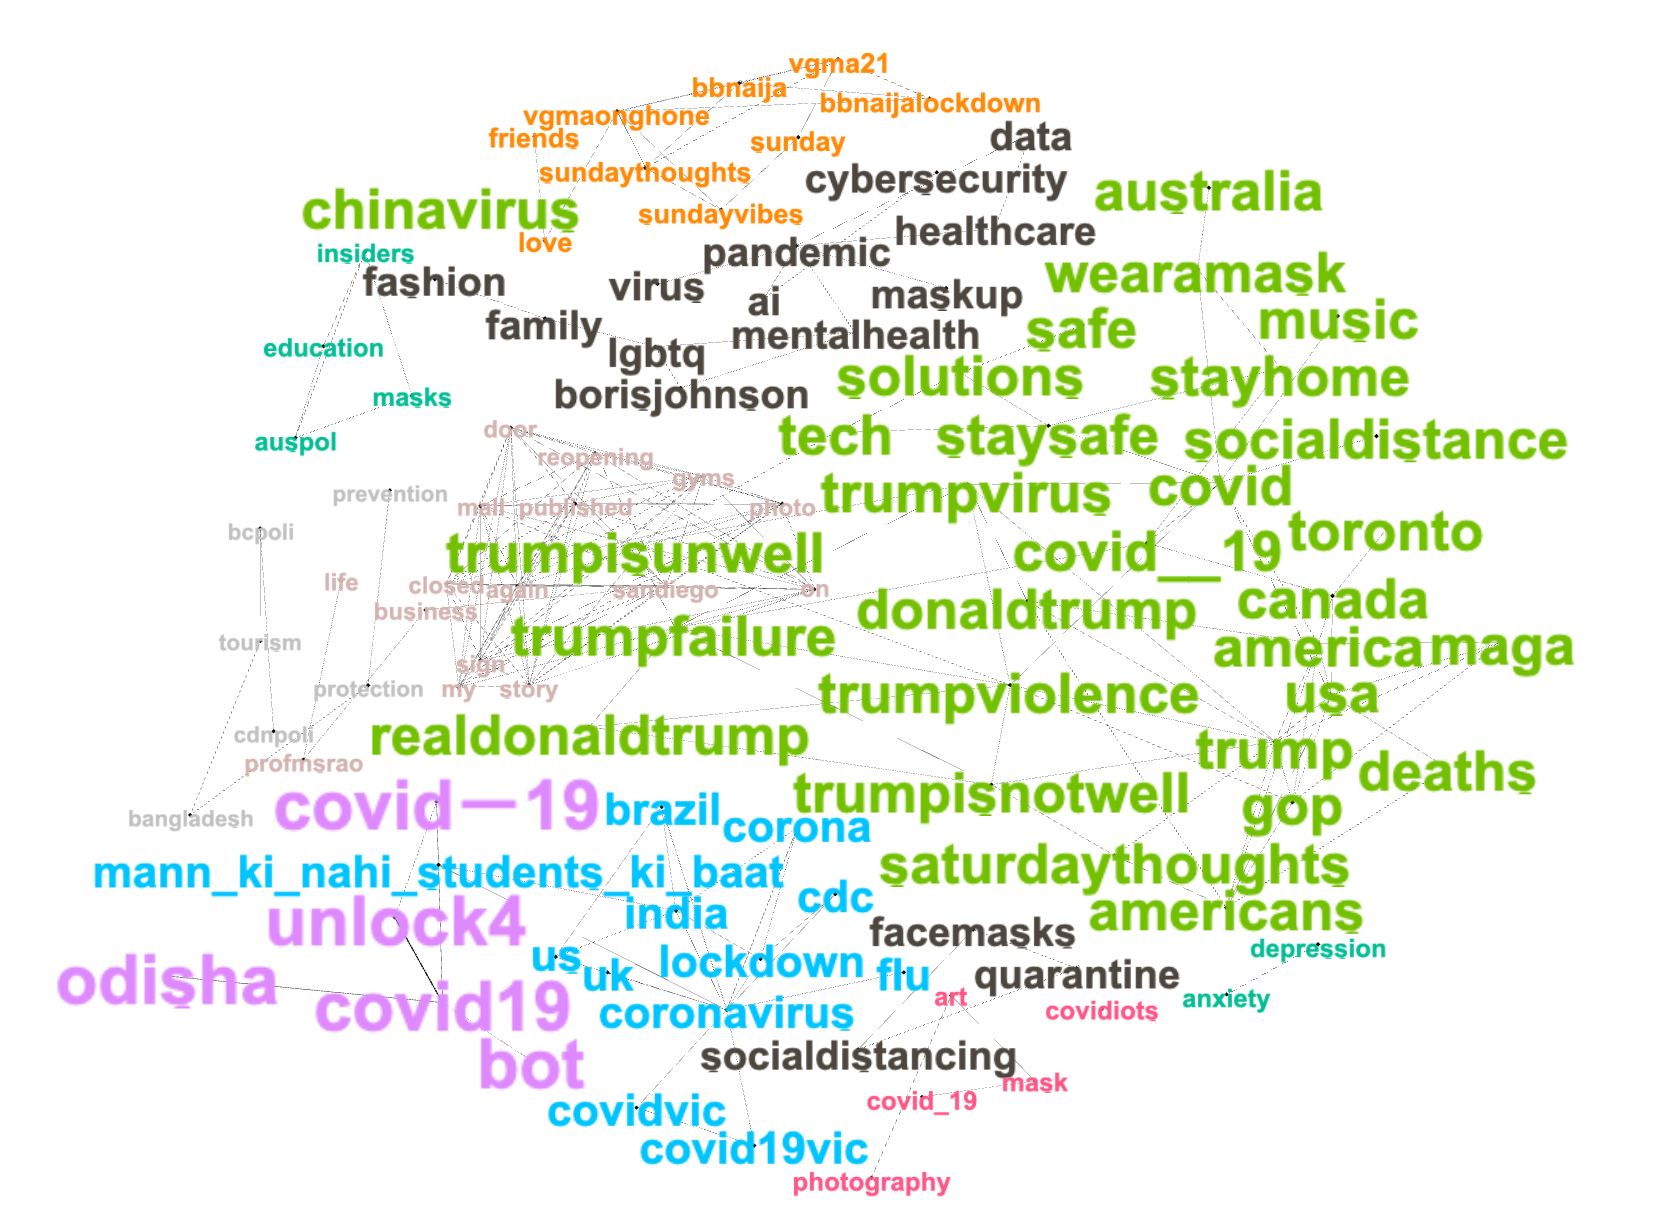 vgma21
bbnaija
bbnaijalockdown
vgmaonghone
friends
sunday
data
sundaythoughts
cybersecurity
australia
chinavirus
sundayvibes
healthcare
love
insiders
pandemic
fashion
virus
ai
maskup
wearamask
family
mentalhealth
safe
music
education
lgbtq
solutions
stayhome
masks
borisjohnson
door
auspol
tech
staysafe
socialdistance
reopening
gyms
prevention
mall
published
photo
trumpvirus
covid
bcpoli
toronto
trumpisunwell
covid__19
life
closed
again
sandiego
on
business
donaldtrump
canada
tourism
trumpfailure
america
maga
sign
protection
my
story
trumpviolence
usa
cdnpoli
realdonaldtrump
trump
profmsrao
deaths
covid—19
brazil
trumpisnotwell
gop
bangladesh
corona
mann_ki_nahi_students_ki_baat
saturdaythoughts
cdc
unlock4
india
americans
facemasks
depression
odisha
us
uk
lockdown
flu
quarantine
covid19
coronavirus
art
covidiots
anxiety
bot
socialdistancing
mask
covidvic
covid_19
covid19vic
photography